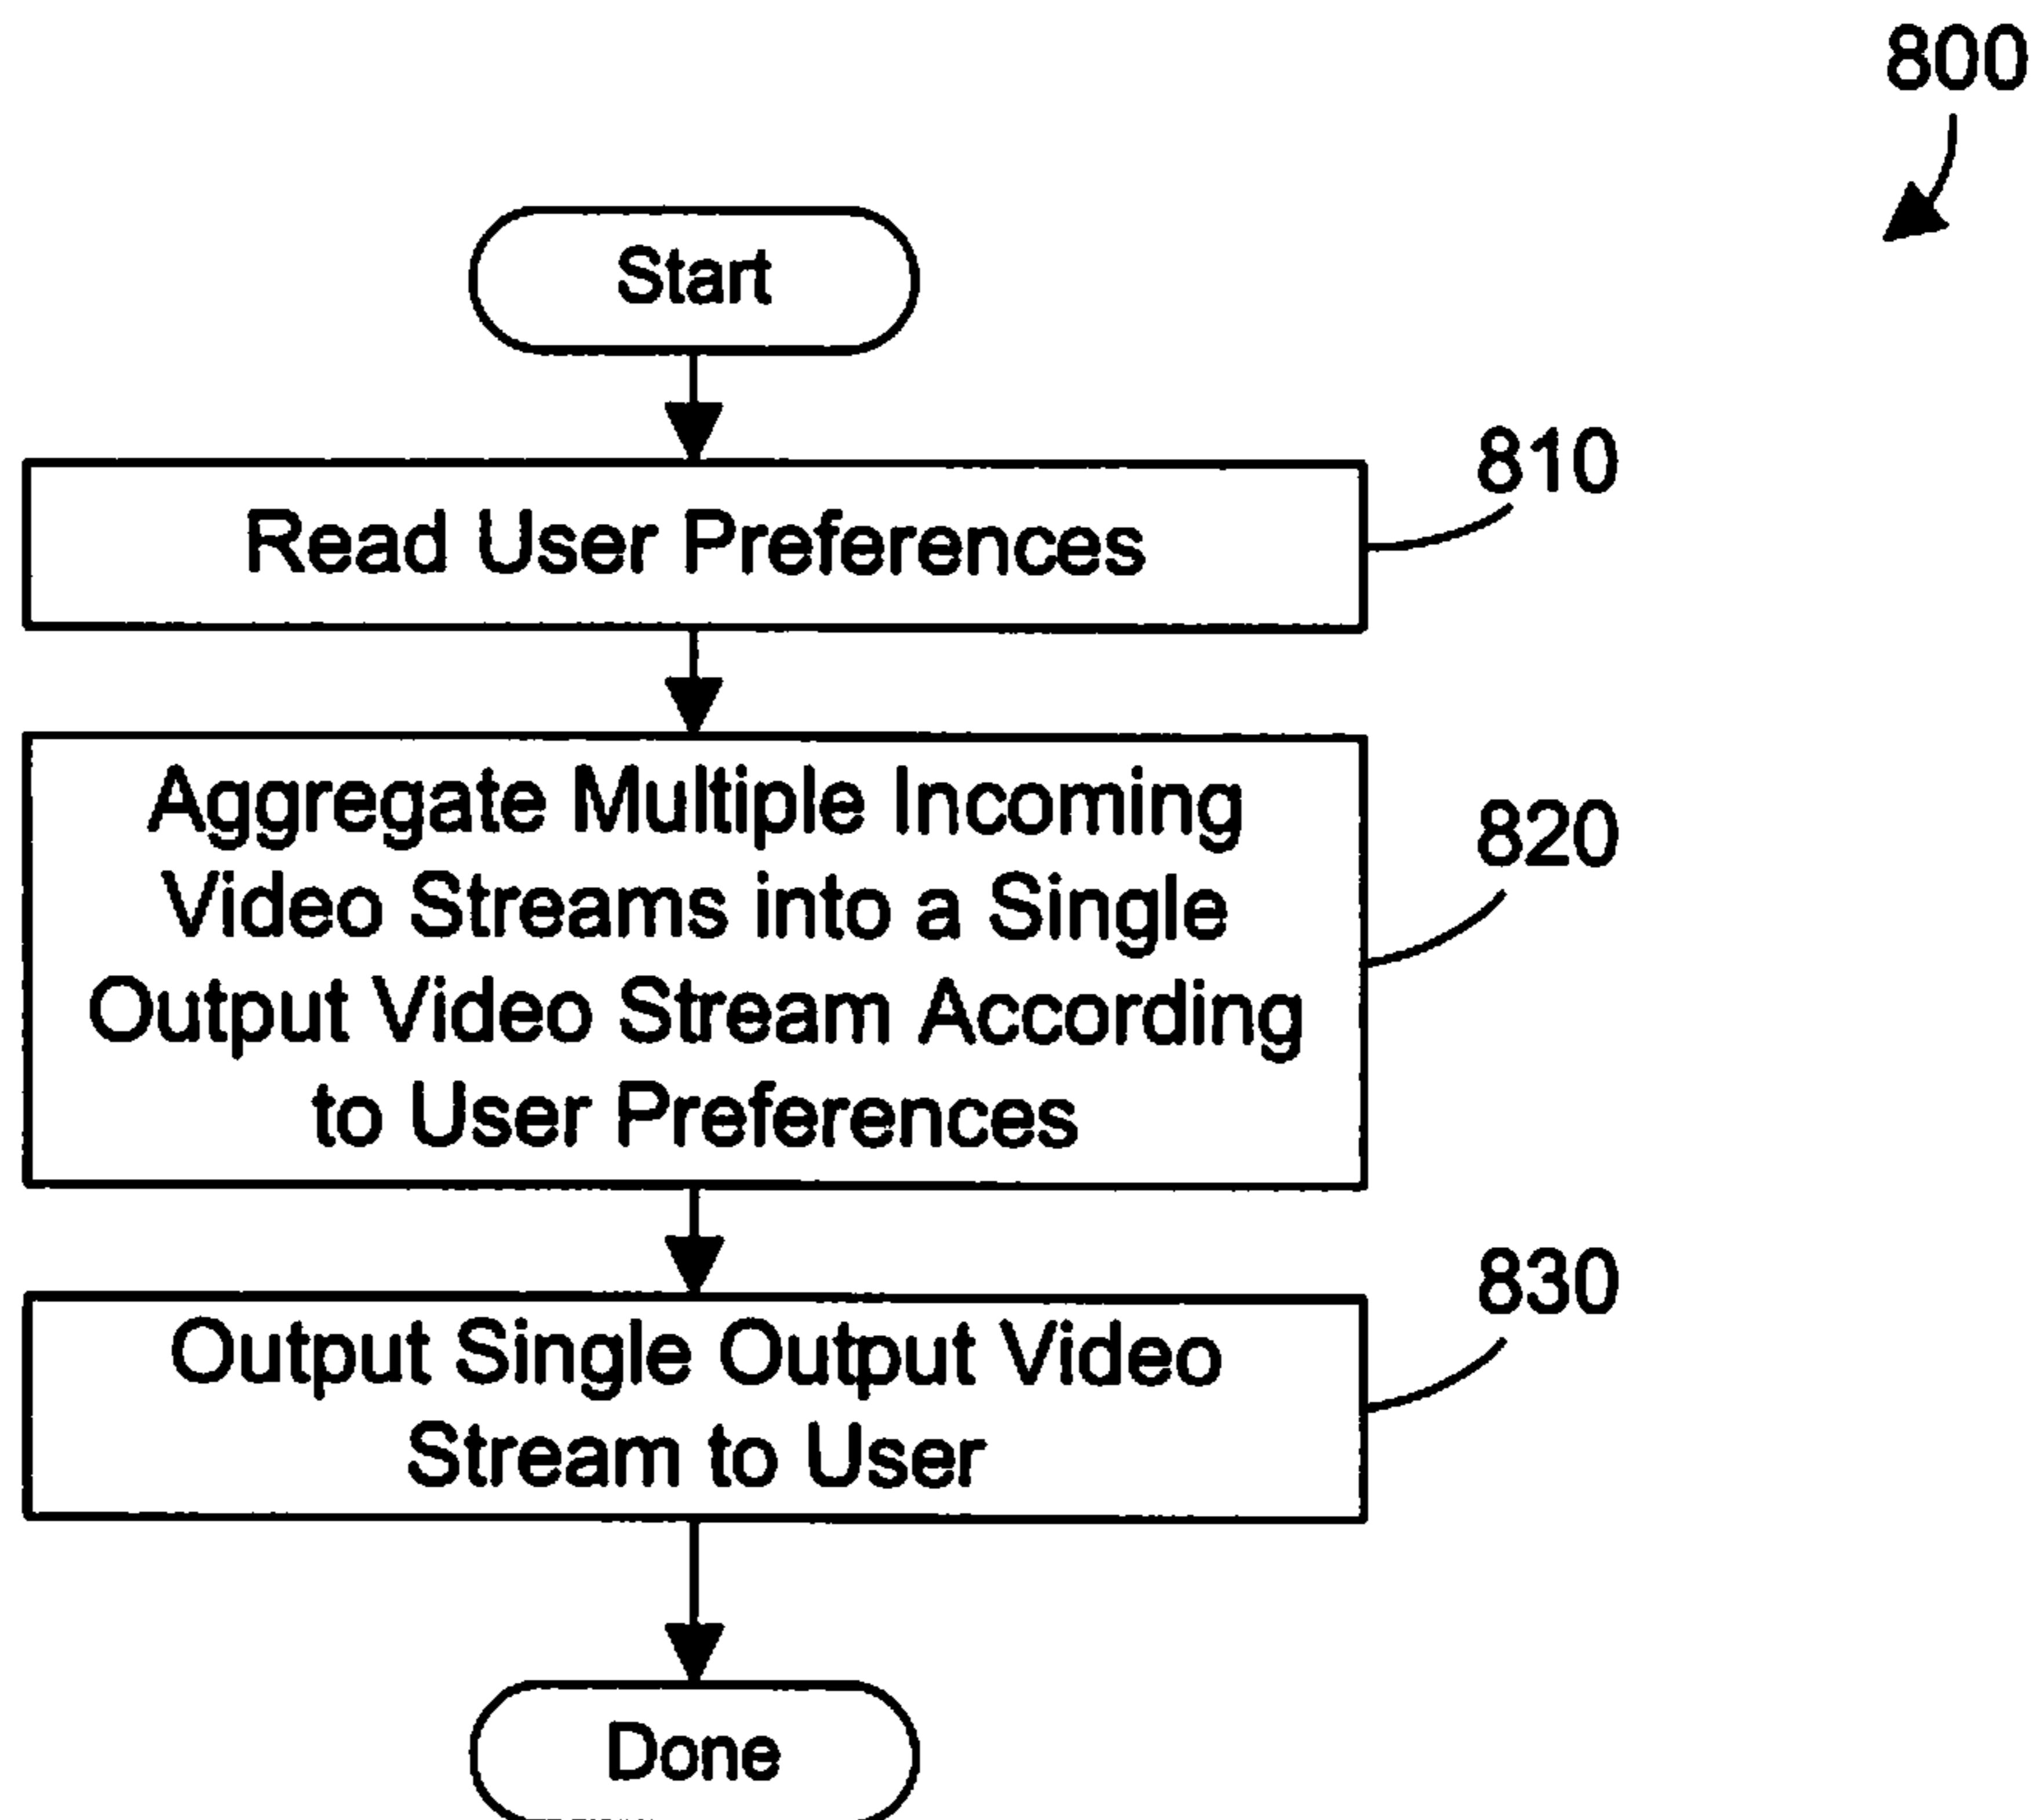 800
Start
810
Read User Preferences
Aggregate Multiple Incoming
820
Video Streams into a Single
Output Video Stream According
to User Preferences
830
Output Single Output Video
Stream to User
Done